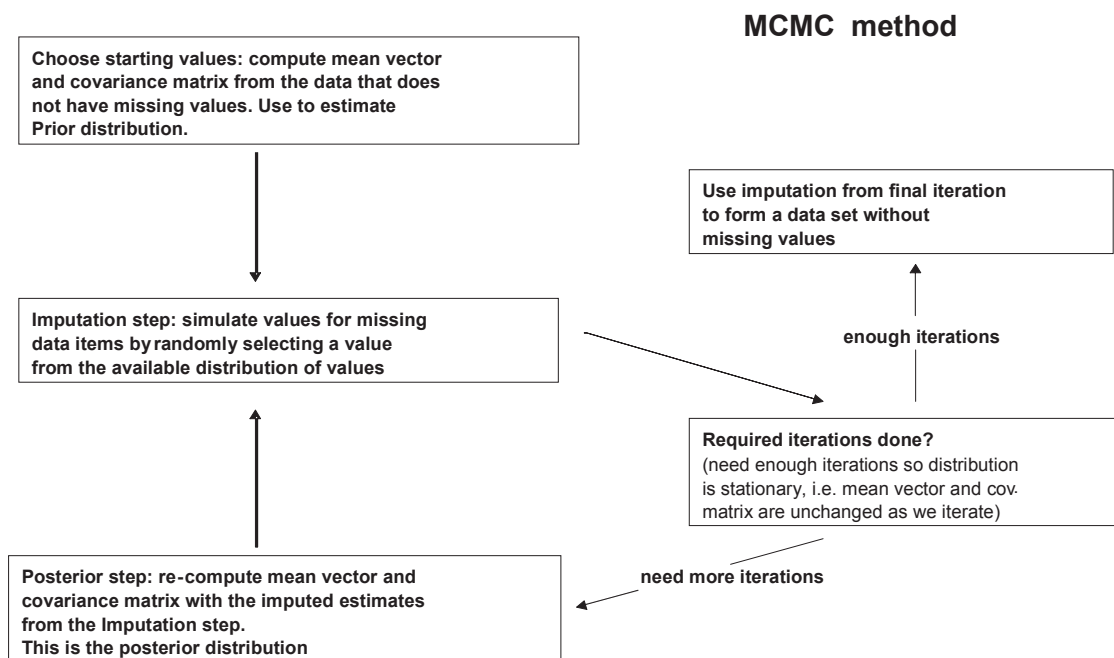 MCMC method
Choose starting values: compute mean vector
and covariance matrix from the data that does
not have missing values. Use to estimate
Prior distribution.
Use imputation from final iteration
to form a data set without
missing values
Imputation step: simulate values for missing
data items by randomly selecting a value
from the available distribution of values
enough iterations
Required iterations done?
(need enough iterations so distribution
is stationary, i.e. mean vector and cov.
matrix are unchanged as we iterate)
need more iterations
Posterior step: re-compute mean vector and
covariance matrix with the imputed estimates
from the Imputation step.
This is the posterior distribution